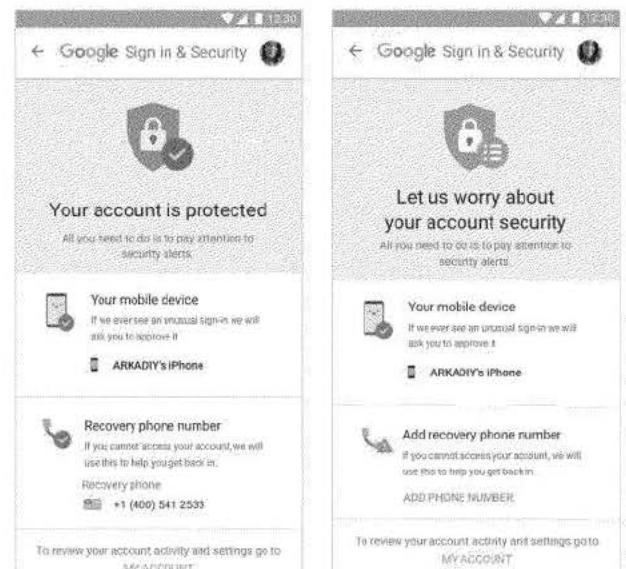 12:30
← Google Sign in & Security
Your account is protected
All you need to do is to pay attention to
security alerts.
Your mobile device
If we ever see an unusual sign-in we will
ask you to approve it
ARKADIY's iPhone
Recovery phone number
If you cannot access your account, we will
use this to help you get back in.
Recovery phone
+1 (400) 541 2533
To review your account activity and settings go to
MY ACCOUNT
12:30
← Google Sign in & Security
Let us worry about
your account security
All you need to do is to pay attention to
security alerts.
Your mobile device
If we ever see an unusual sign-in we will
ask you to approve it
ARKADIY's iPhone
Add recovery phone number
If you cannot access your account, we will
use this to help you get back in.
ADD PHONE NUMBER
To review your account activity and settings go to
MY ACCOUNT